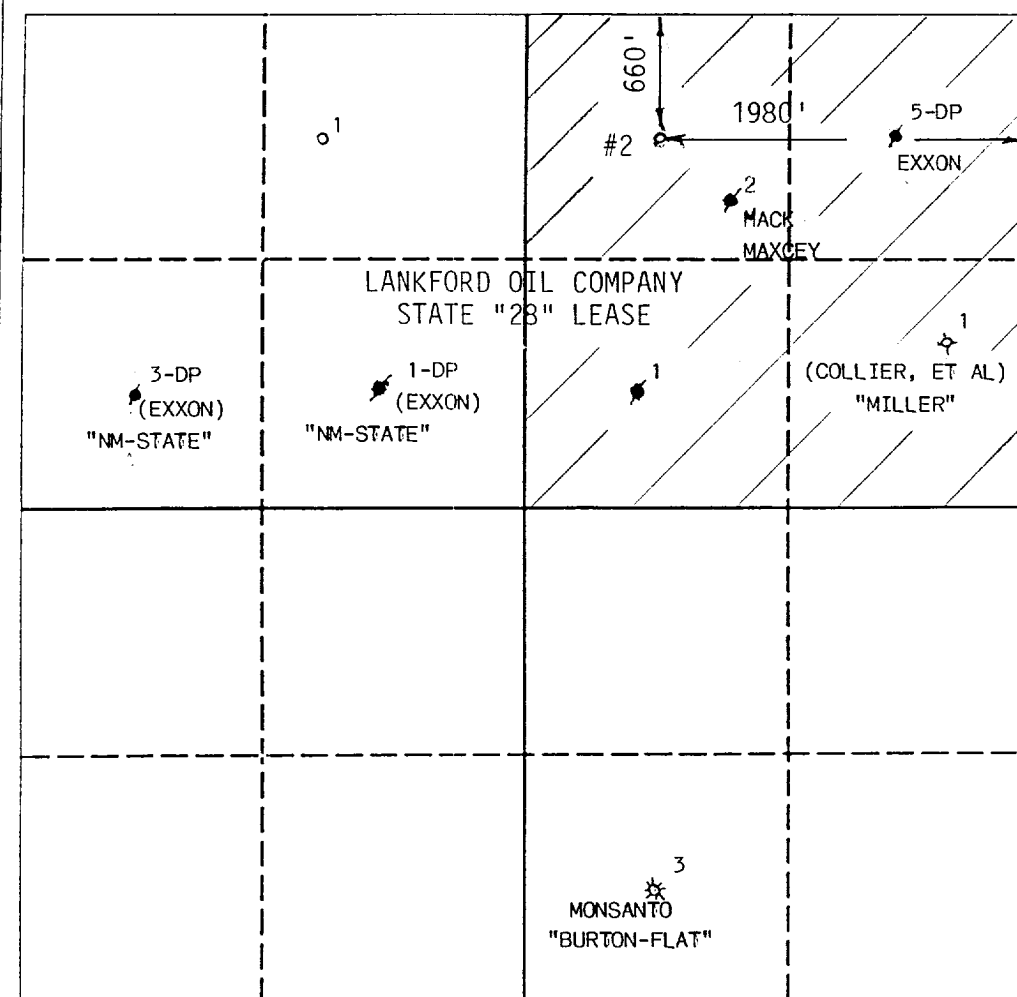 660'
1980'
5-DP
1
#2
EXXON
2
MACK
MAXCEY
LANKFORD OIL COMPANY
STATE "28" LEASE
1
(COLLIER, ET AL)
"MILLER"
3-DP
(EXXON)
"NM-STATE"
1-DP
(EXXON)
"NM-STATE"
1
3
MONSANTO
"BURTON-FLAT"